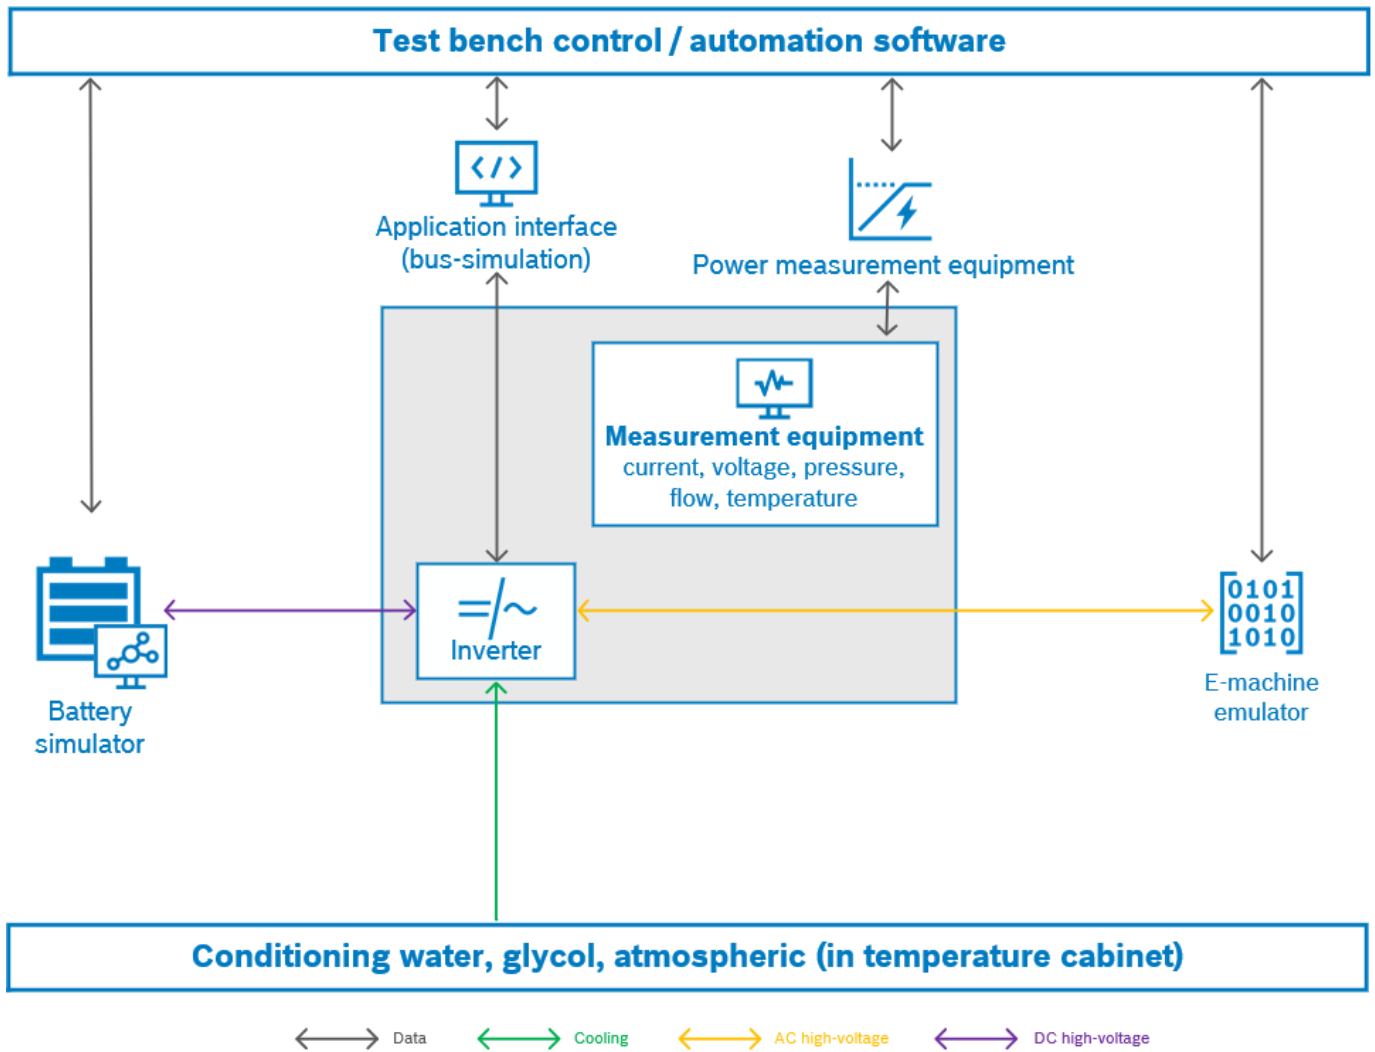 Test bench control / automation software
</>
Application interface
(bus-simulation)
Power measurement equipment
Measurement equipment
current, voltage, pressure,
flow, temperature
=/~
Inverter
0101
0010
1010
Battery
simulator
E-machine
emulator
Conditioning water, glycol, atmospheric (in temperature cabinet)
Data
Cooling
AC high-voltage
DC high-voltage